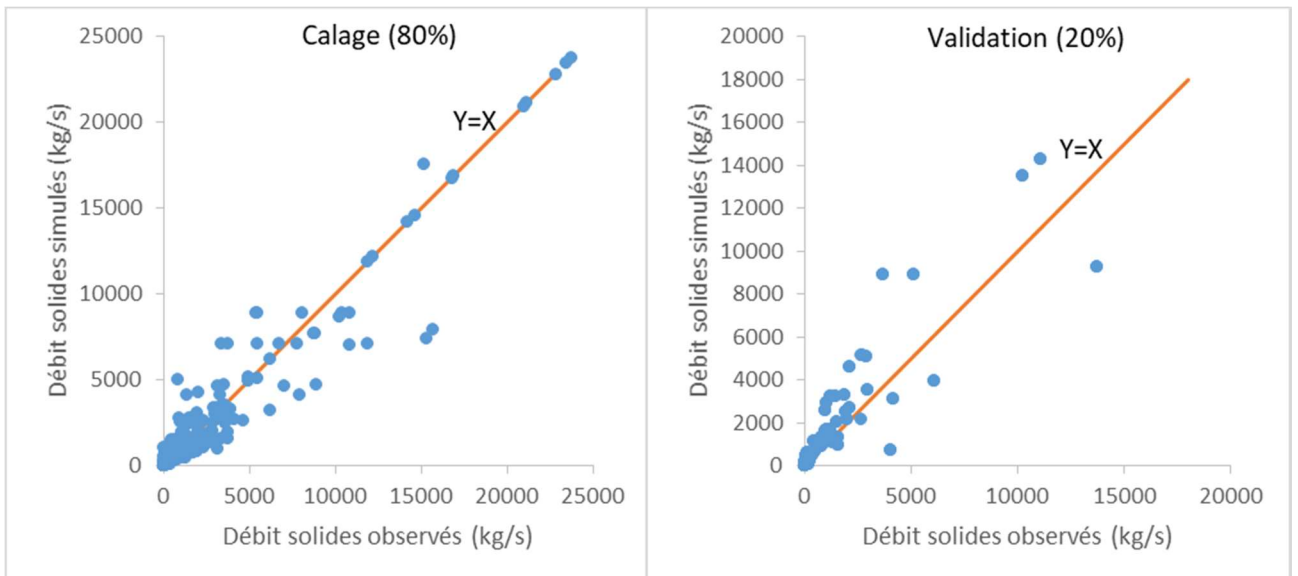 Calage (80%)
Débit solides simulés (kg/s)
25000
20000
15000
10000
5000
0
Y=X
0 5000 10000 15000 20000 25000
Débit solides observés (kg/s)
Validation (20%)
Débit solides simulés (kg/s)
20000
18000
16000
14000
12000
10000
8000
6000
4000
2000
0
Y=X
0 5000 10000 15000 20000
Débit solides observés (kg/s)